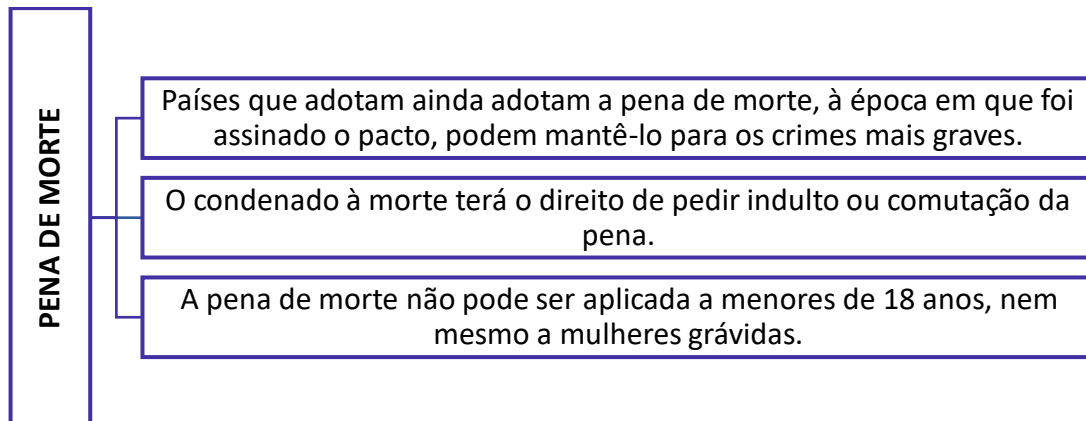 PENA DE MORTE
Países que adotam ainda adotam a pena de morte, à época em que foi
assinado o pacto, podem mantê-lo para os crimes mais graves.
O condenado à morte terá o direito de pedir indulto ou comutação da
pena.
A pena de morte não pode ser aplicada a menores de 18 anos, nem
mesmo a mulheres grávidas.